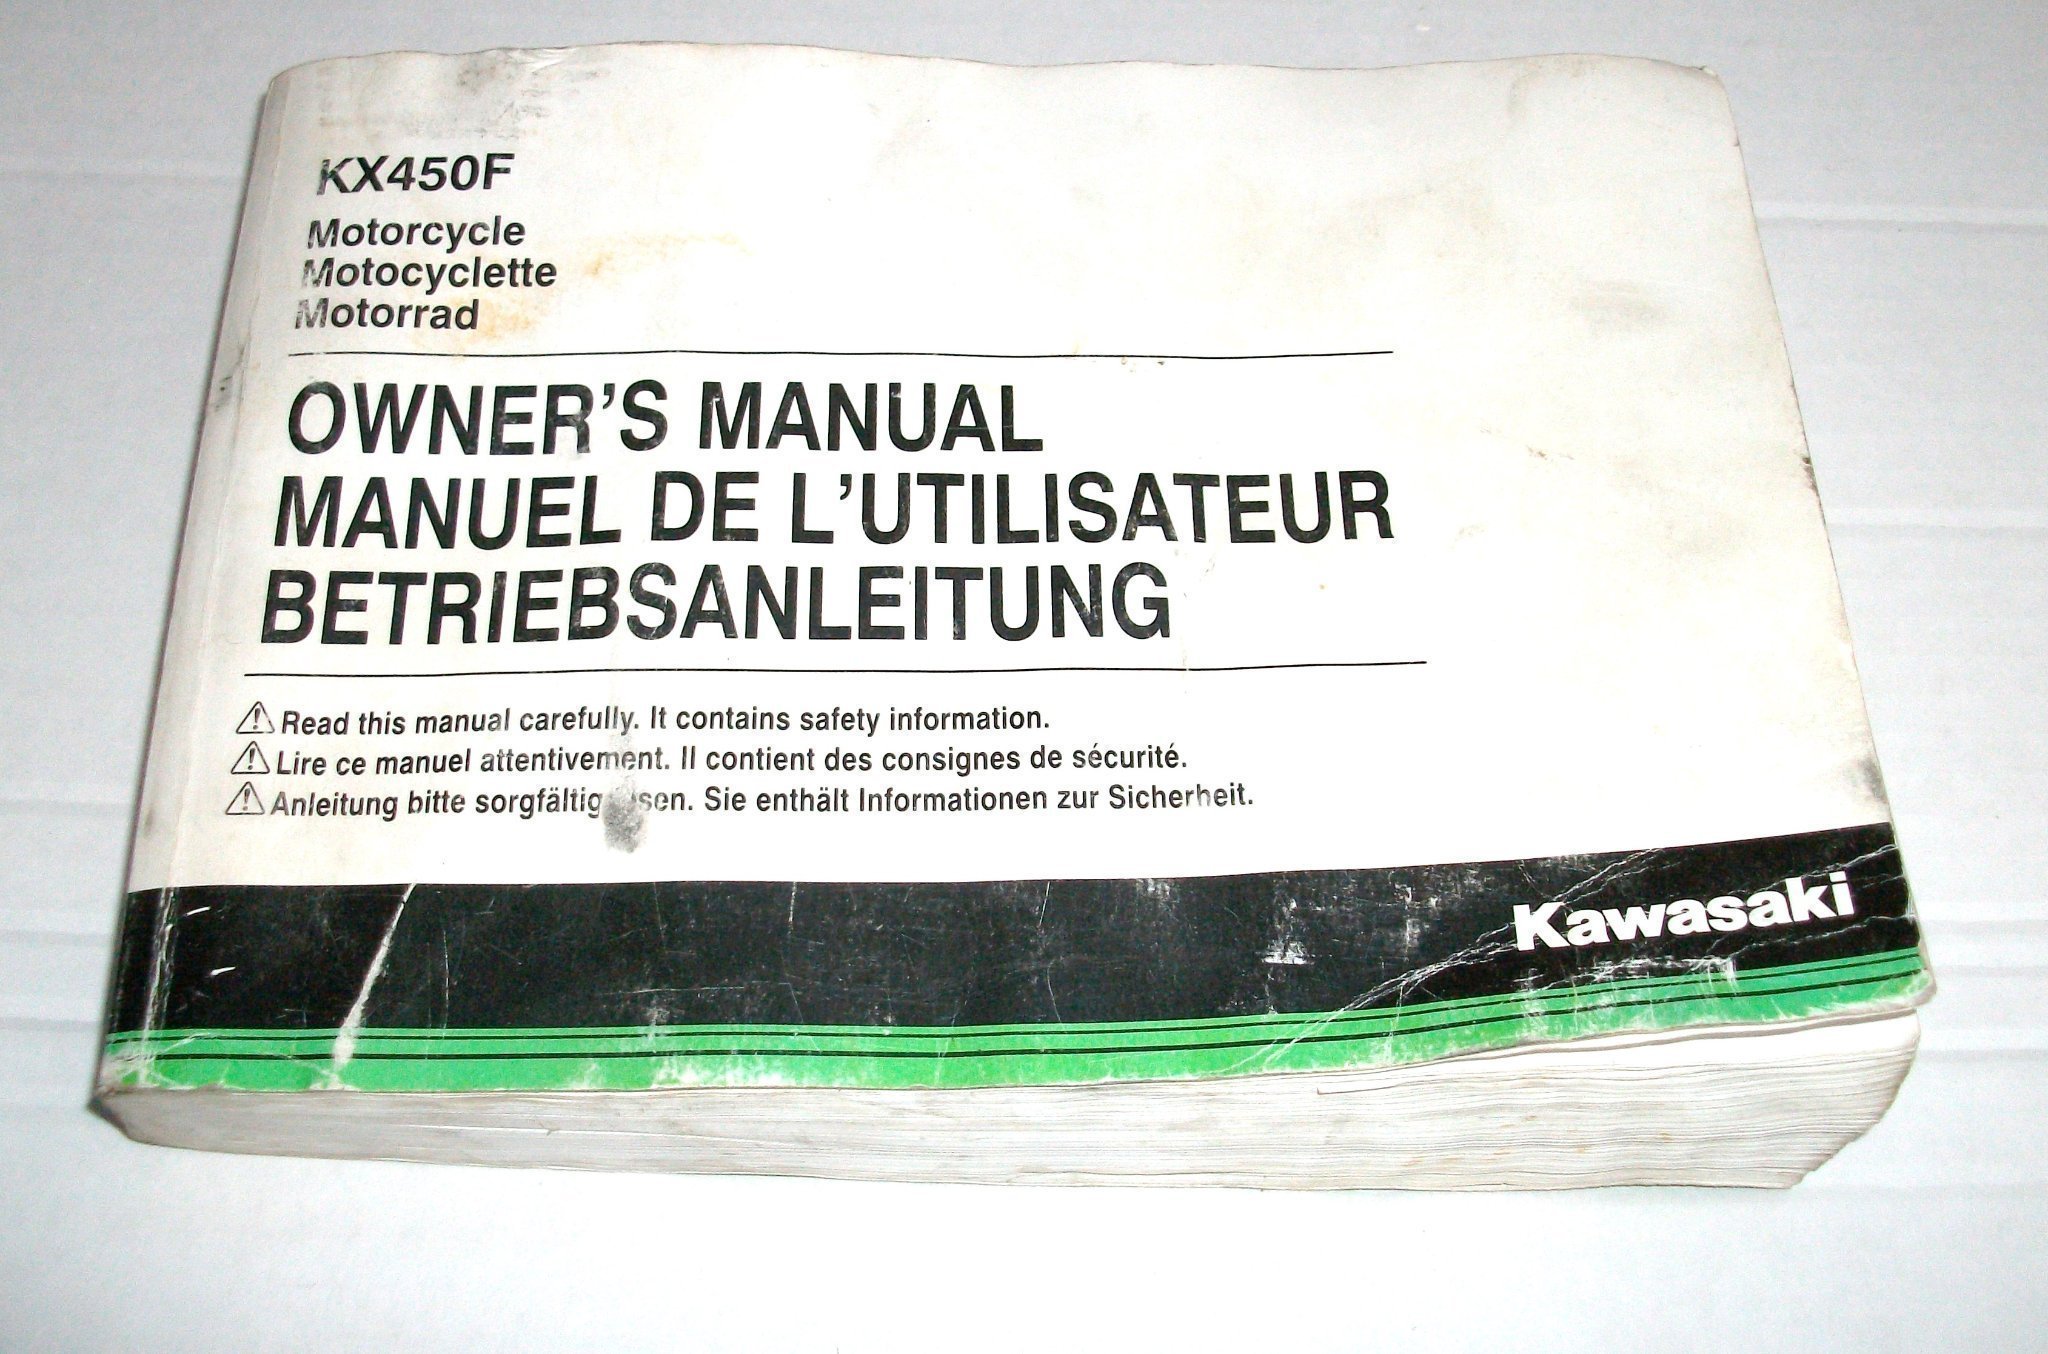 KX450F
Motorcycle
Motocyclette
Motorrad
OWNER'S MANUAL
MANUEL DE L'UTILISATEUR
BETRIEBSANLEITUNG
Read this manual carefully. It contains safety information.
Lire ce manuel attentivement. Il contient des consignes de sécurité.
Anleitung bitte sorgfältig Sie enthält Informationen zur Sicherheit.
Kawasaki